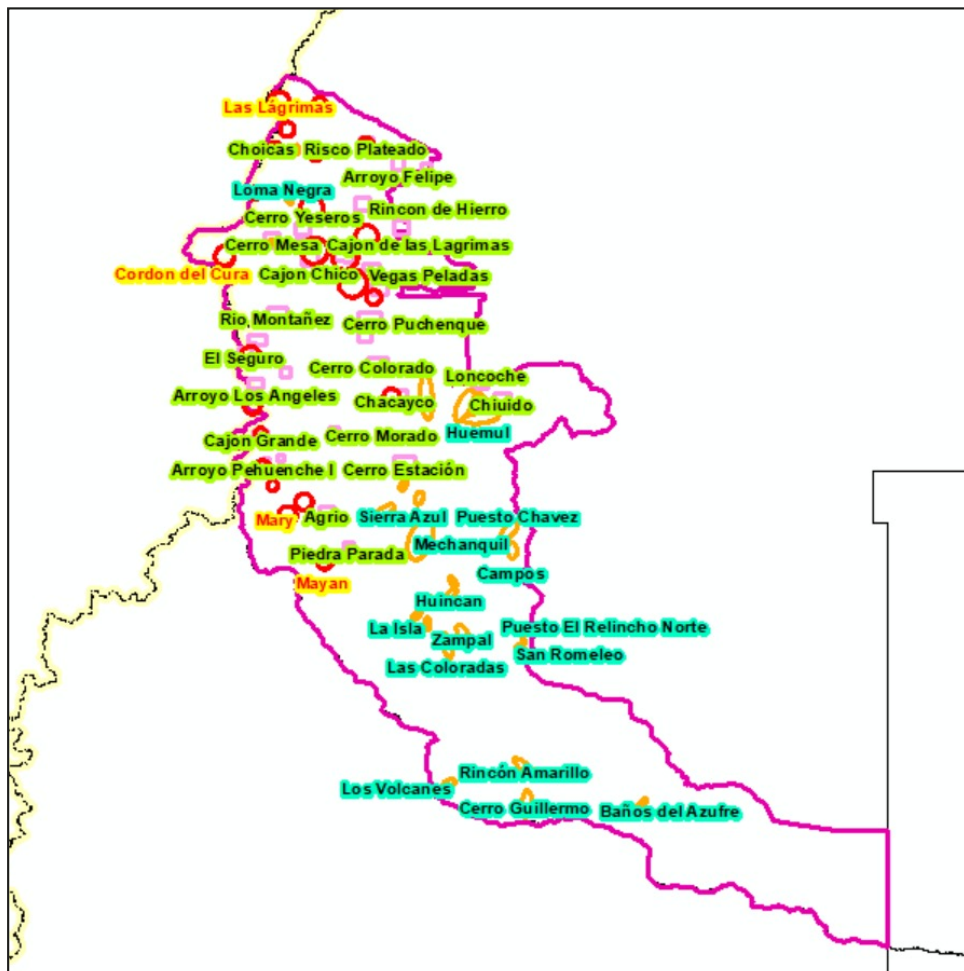 Las Lágrimas
Choicas
Risco Plateado
Arroyo Felipe
Loma Negra
Rincon de Hierro
Cerro Yeseros
Cerro Mesa
Cajon de las Lagrimas
Cordon del Cura
Cajon Chico
Vegas Peladas
Rio Montañez
Cerro Puchenque
El Seguro
Cerro Colorado
Loncoche
Arroyo Los Angeles
Chacayco
Chiuido
Huemul
Cajon Grande
Cerro Morado
Arroyo Pehuenche I
Cerro Estación
Mary
Agrio
Sierra Azul
Puesto Chavez
Mechanquil
Piedra Parada
Campos
Mayan
Huincan
La Isla
Zampal
Puesto El Relincho Norte
San Romeleo
Las Coloradas
Rincón Amarillo
Los Volcanes
Cerro Guillermo
Baños del Azufre